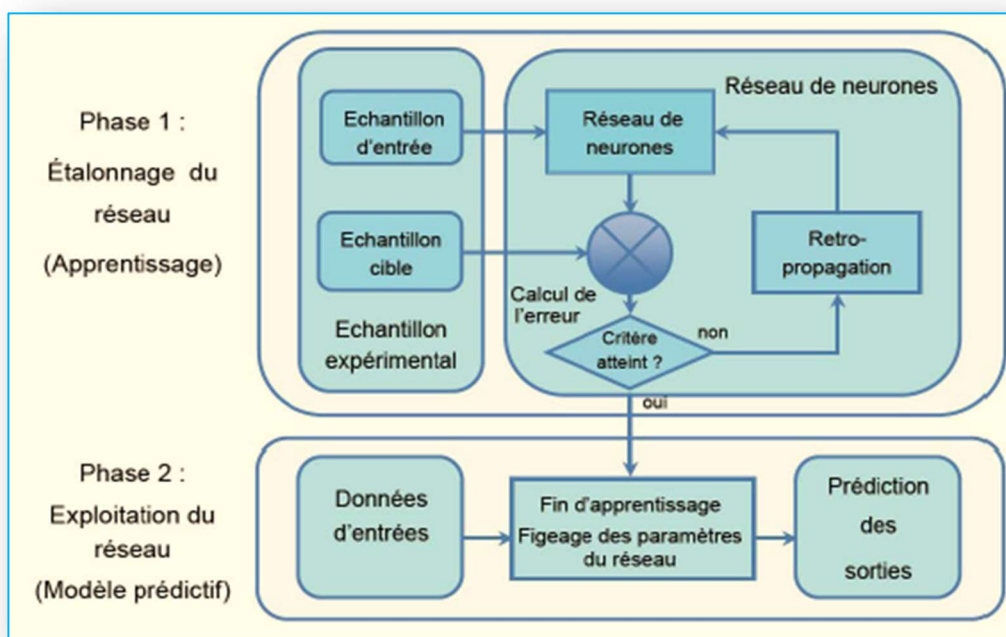 Phase 1 :
Étalonnage du
réseau
(Apprentissage)
Echantillon
d'entrée
Echantillon
cible
Echantillon
expérimental
Réseau de neurones
Réseau de
neurones
Retro-
propagation
Calcul de
l'erreur
Critère
atteint ?
non
oui
Phase 2 :
Exploitation du
réseau
(Modèle prédictif)
Données
d'entrées
Fin d'apprentissage
Figeage des paramètres
du réseau
Prédiction
des
sorties